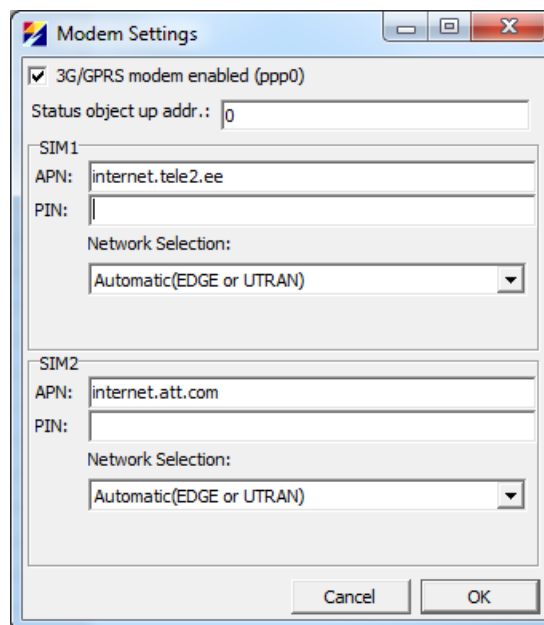 Modem Settings
3G/GPRS modem enabled (ppp0)
Status object up addr.: 0
SIM1
APN: internet.tele2.ee
PIN:
Network Selection:
Automatic(EDGE or UTRAN)
SIM2
APN: internet.att.com
PIN:
Network Selection:
Automatic(EDGE or UTRAN)
Cancel OK